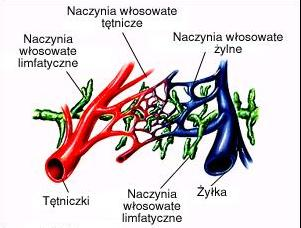 Naczynia włosowate
tętnicze
Naczynia
włosowate
limfatyczne
Naczynia włosowate
żylne
Tętniczki
Naczynia
włosowate
limfatyczne
Żyłka